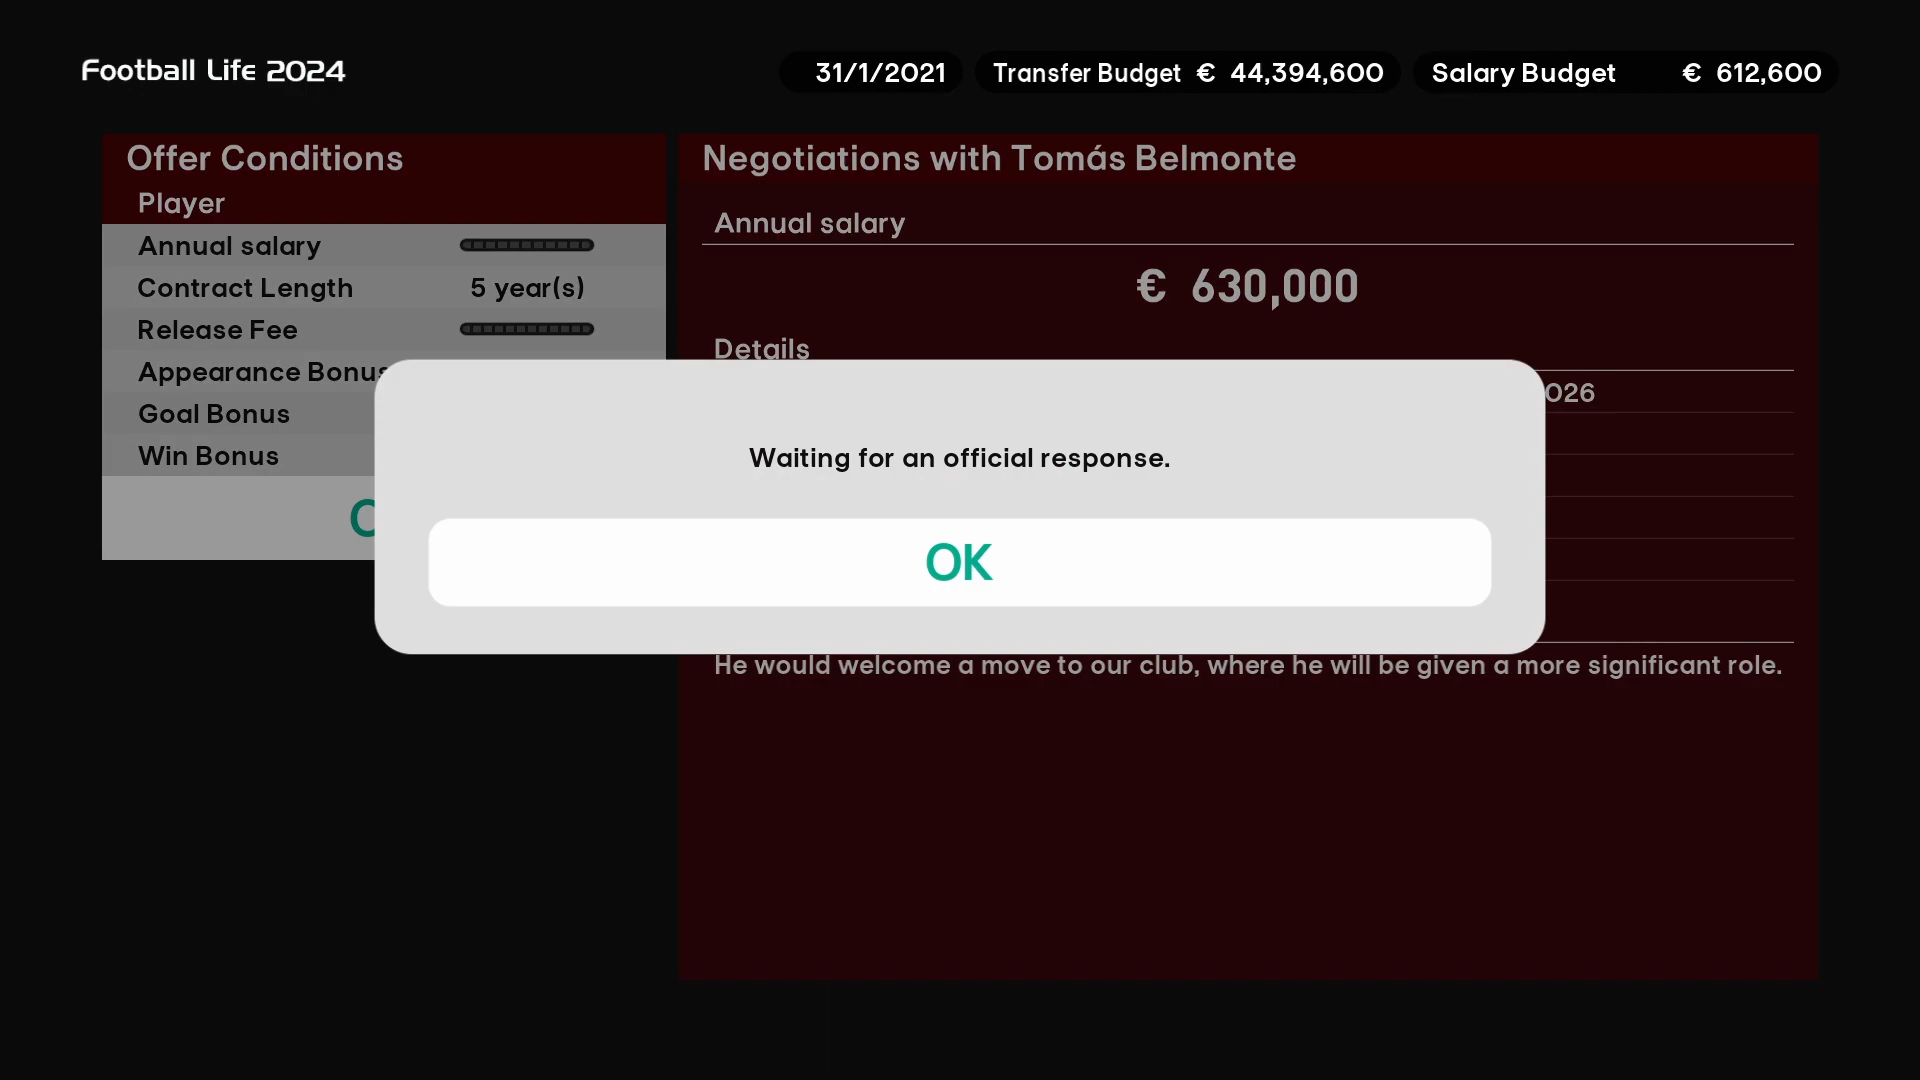 Football Life 2024
31/1/2021
Transfer Budget € 44,394,600
Salary Budget € 612,600
Offer Conditions
Player
Annual salary
Contract Length 5 year(s)
Release Fee
Appearance Bonus
Goal Bonus
Win Bonus
Negotiations with Tomás Belmonte
Annual salary
€ 630,000
Details
026
Waiting for an official response.
OK
He would welcome a move to our club, where he will be given a more significant role.